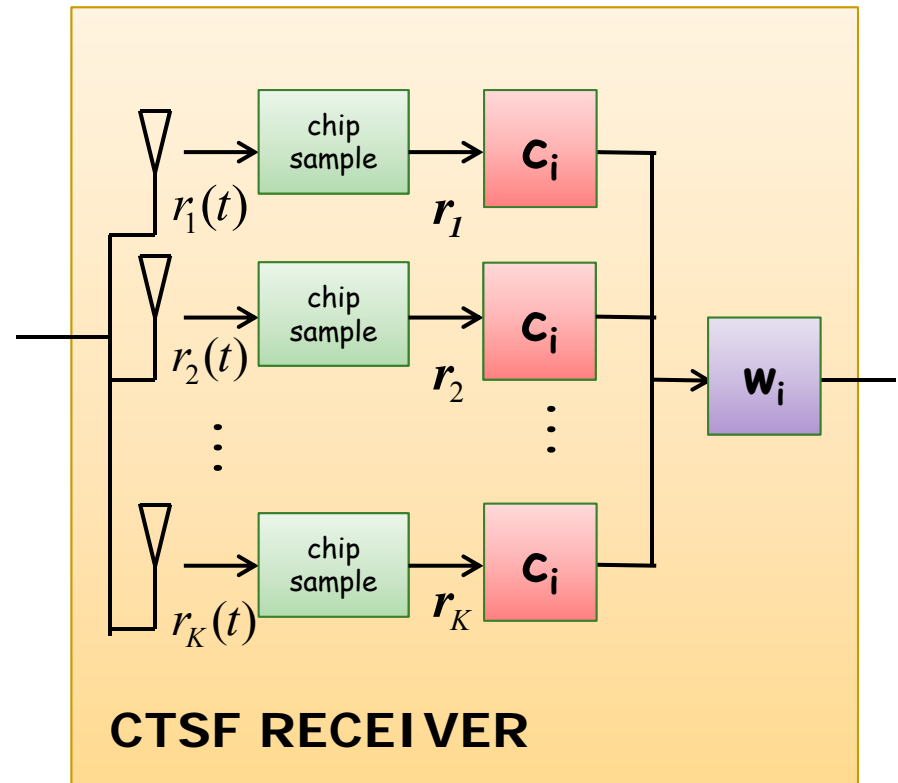 chip
sample
c_i
r_1(t)
r_1
chip
sample
c_i
r_2(t)
r_2
w_i
⋮
⋮
chip
sample
c_i
r_K(t)
r_K
CTSF RECEIVER